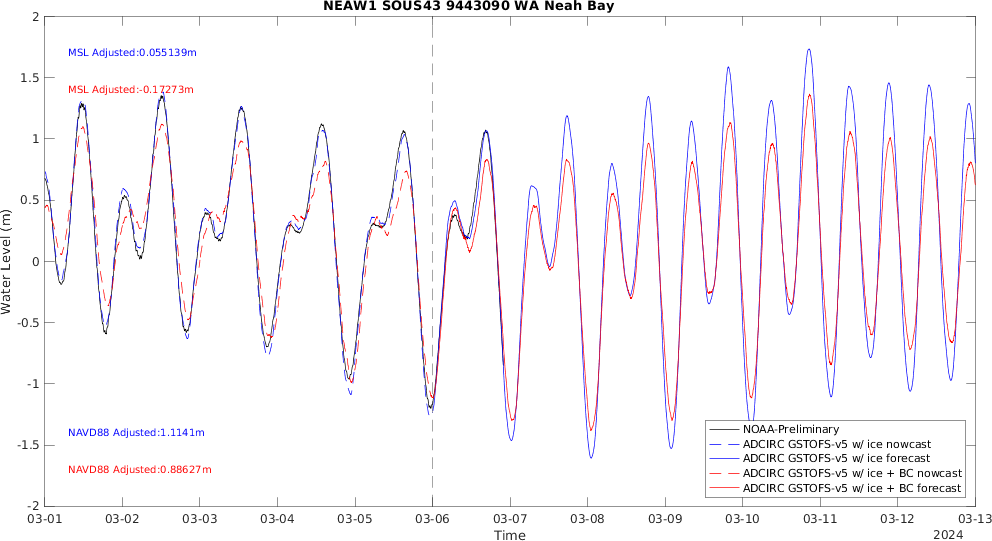 NEAW1 SOUS43 9443090 WA Neah Bay
MSL Adjusted:0.055139m
MSL Adjusted:-0.17273m
NAVD88 Adjusted:1.1141m
NAVD88 Adjusted:0.88627m
Water Level (m)
2
1.5
1
0.5
0
-0.5
-1
-1.5
-2
NOAA-Preliminary
ADCIRC GSTOFS-v5 w/ ice nowcast
ADCIRC GSTOFS-v5 w/ ice forecast
ADCIRC GSTOFS-v5 w/ ice + BC nowcast
ADCIRC GSTOFS-v5 w/ ice + BC forecast
03-01 03-02 03-03 03-04 03-05 03-06 03-07 03-08 03-09 03-10 03-11 03-12 03-13
Time
2024